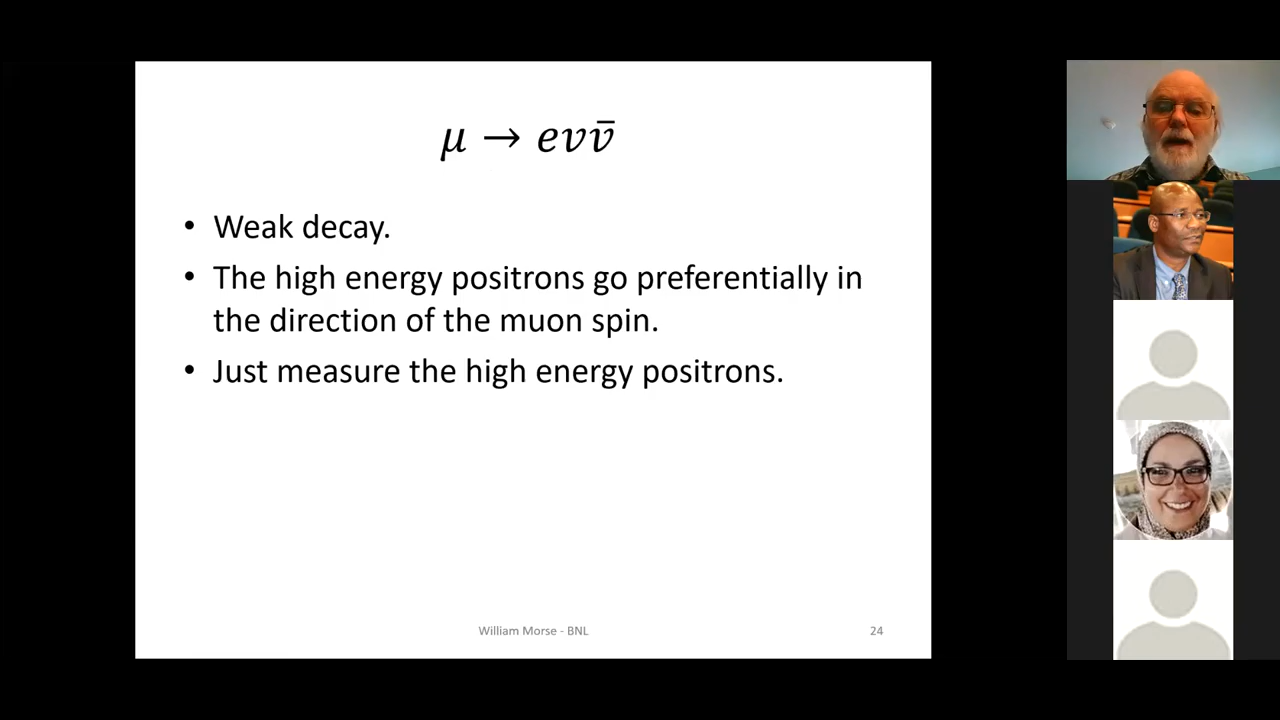 𝜇 → 𝑒𝑣𝑣̅
• Weak decay.
• The high energy positrons go preferentially in
the direction of the muon spin.
• Just measure the high energy positrons.
William Morse - BNL
24